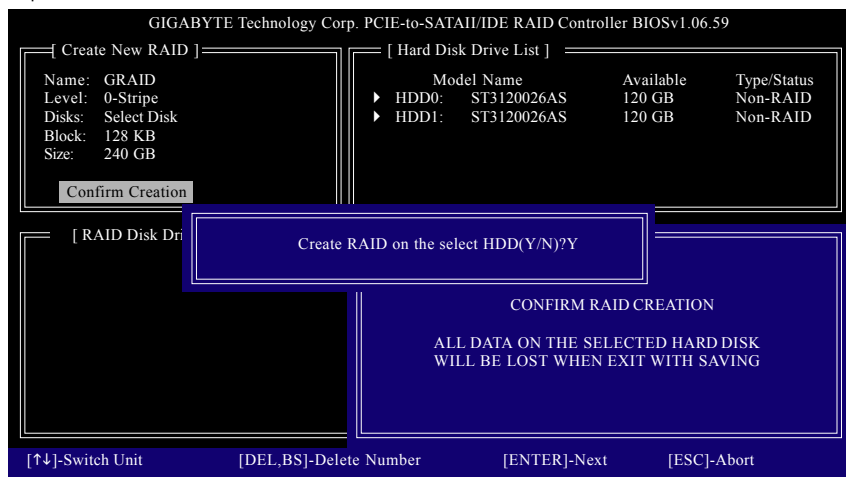 GIGABYTE Technology Corp. PCIE-to-SATAII/IDE RAID Controller BIOSv1.06.59
[ Create New RAID ]
Name: GRAID
Level: 0-Stripe
Disks: Select Disk
Block: 128 KB
Size: 240 GB
Confirm Creation
[ Hard Disk Drive List ]
Model Name Available Type/Status
HDD0: ST3120026AS 120 GB Non-RAID
HDD1: ST3120026AS 120 GB Non-RAID
[ RAID Disk Dri
Create RAID on the select HDD(Y/N)?Y
CONFIRM RAID CREATION
ALL DATA ON THE SELECTED HARD DISK
WILL BE LOST WHEN EXIT WITH SAVING
[↑↓]-Switch Unit [DEL,BS]-Delete Number [ENTER]-Next [ESC]-Abort